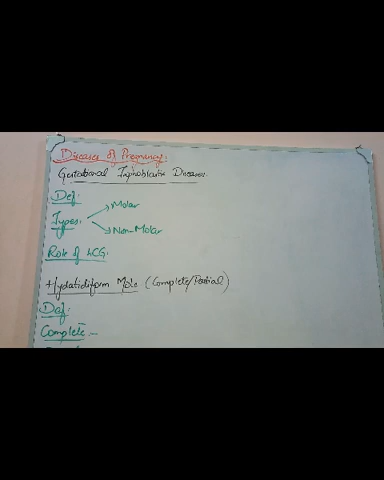 Diseases of Pregnancy.
Gestational Trophoblastic Diseases.
Def.
Molar
Types.
Non-Molar
Role of hCG.
Hydatidiform Mole (Complete/Partial)
Def.
Complete –